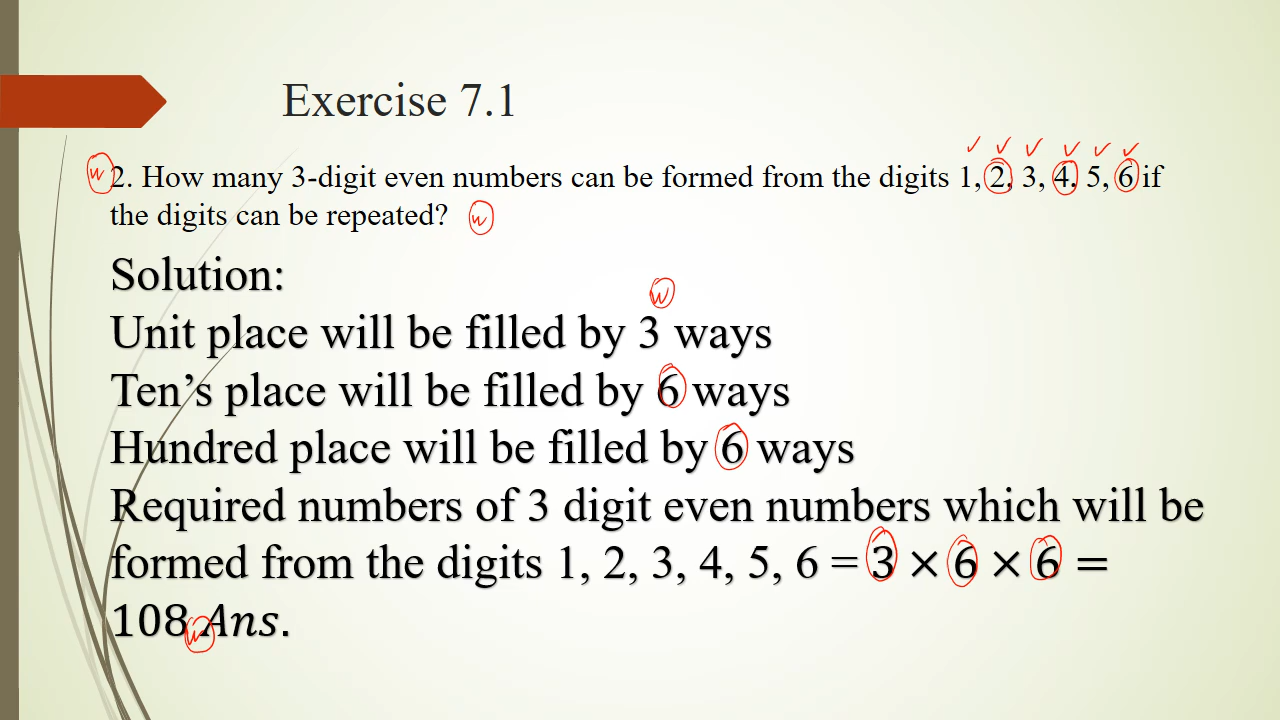 Exercise 7.1
2. How many 3-digit even numbers can be formed from the digits 1, 2, 3, 4, 5, 6 if
the digits can be repeated?
Solution:
Unit place will be filled by 3 ways
Ten’s place will be filled by 6 ways
Hundred place will be filled by 6 ways
Required numbers of 3 digit even numbers which will be
formed from the digits 1, 2, 3, 4, 5, 6 = 3 × 6 × 6 =
108 Ans.